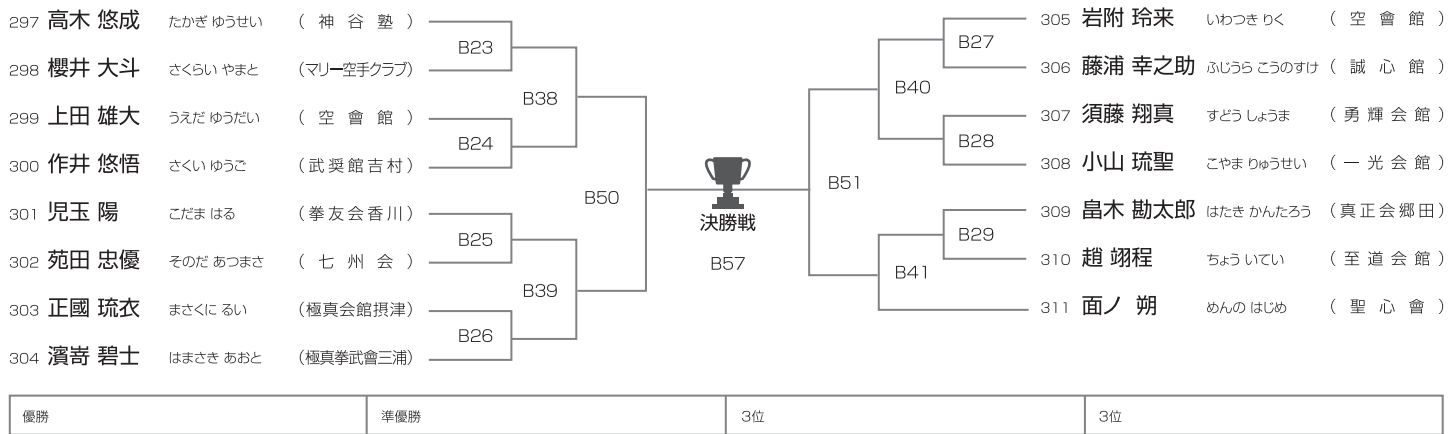 297 高木 悠成 たかぎ ゆうせい (神谷塾)
298 櫻井 大斗 さくらい やまと (マリー空手クラブ)
299 上田 雄大 うえだ ゆうだい (空會館)
300 作井 悠悟 さくい ゆうご (武奨館吉村)
301 児玉 陽 こだま はる (拳友会香川)
302 苑田 忠優 そのだ あつまさ (七州会)
303 正國 琉衣 まさくに るい (極真会館摂津)
304 濱嵜 碧士 はまさき あおと (極真拳武會三浦)
B23
B24
B25
B26
B38
B39
B50
決勝戦
B57
B51
B40
B41
B27
B28
B29
305 岩附 玲来 いわつき りく (空會館)
306 藤浦 幸之助 ふじうら こうのすけ (誠心館)
307 須藤 翔真 すどう しょうま (勇輝会館)
308 小山 琉聖 こやま りゅうせい (一光会館)
309 畠木 勘太郎 はたき かんたろう (真正会郷田)
310 趙 翊程 ちょう いてい (至道会館)
311 面ノ 朔 めんの はじめ (聖心會)
優勝
準優勝
3位
3位